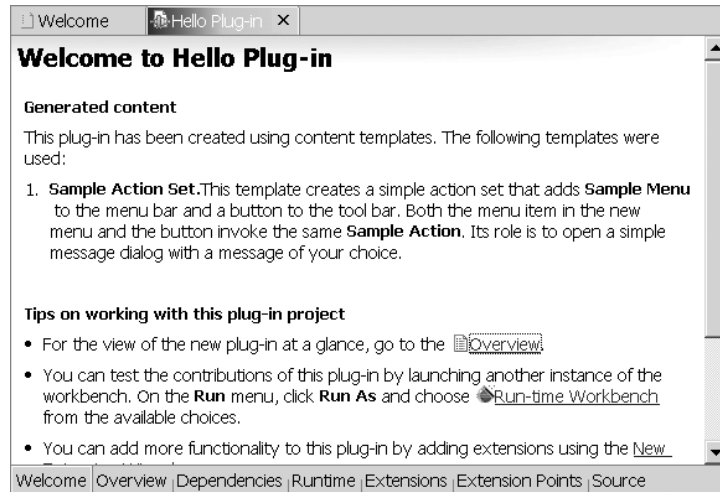 Welcome Hello Plug-in
Welcome to Hello Plug-in
Generated content
This plug-in has been created using content templates. The following templates were
used:
1. Sample Action Set.This template creates a simple action set that adds Sample Menu
to the menu bar and a button to the tool bar. Both the menu item in the new
menu and the button invoke the same Sample Action. Its role is to open a simple
message dialog with a message of your choice.
Tips on working with this plug-in project
• For the view of the new plug-in at a glance, go to the Overview.
• You can test the contributions of this plug-in by launching another instance of the
workbench. On the Run menu, click Run As and choose Run-time Workbench
from the available choices.
• You can add more functionality to this plug-in by adding extensions using the New
Welcome Overview Dependencies Runtime Extensions Extension Points Source